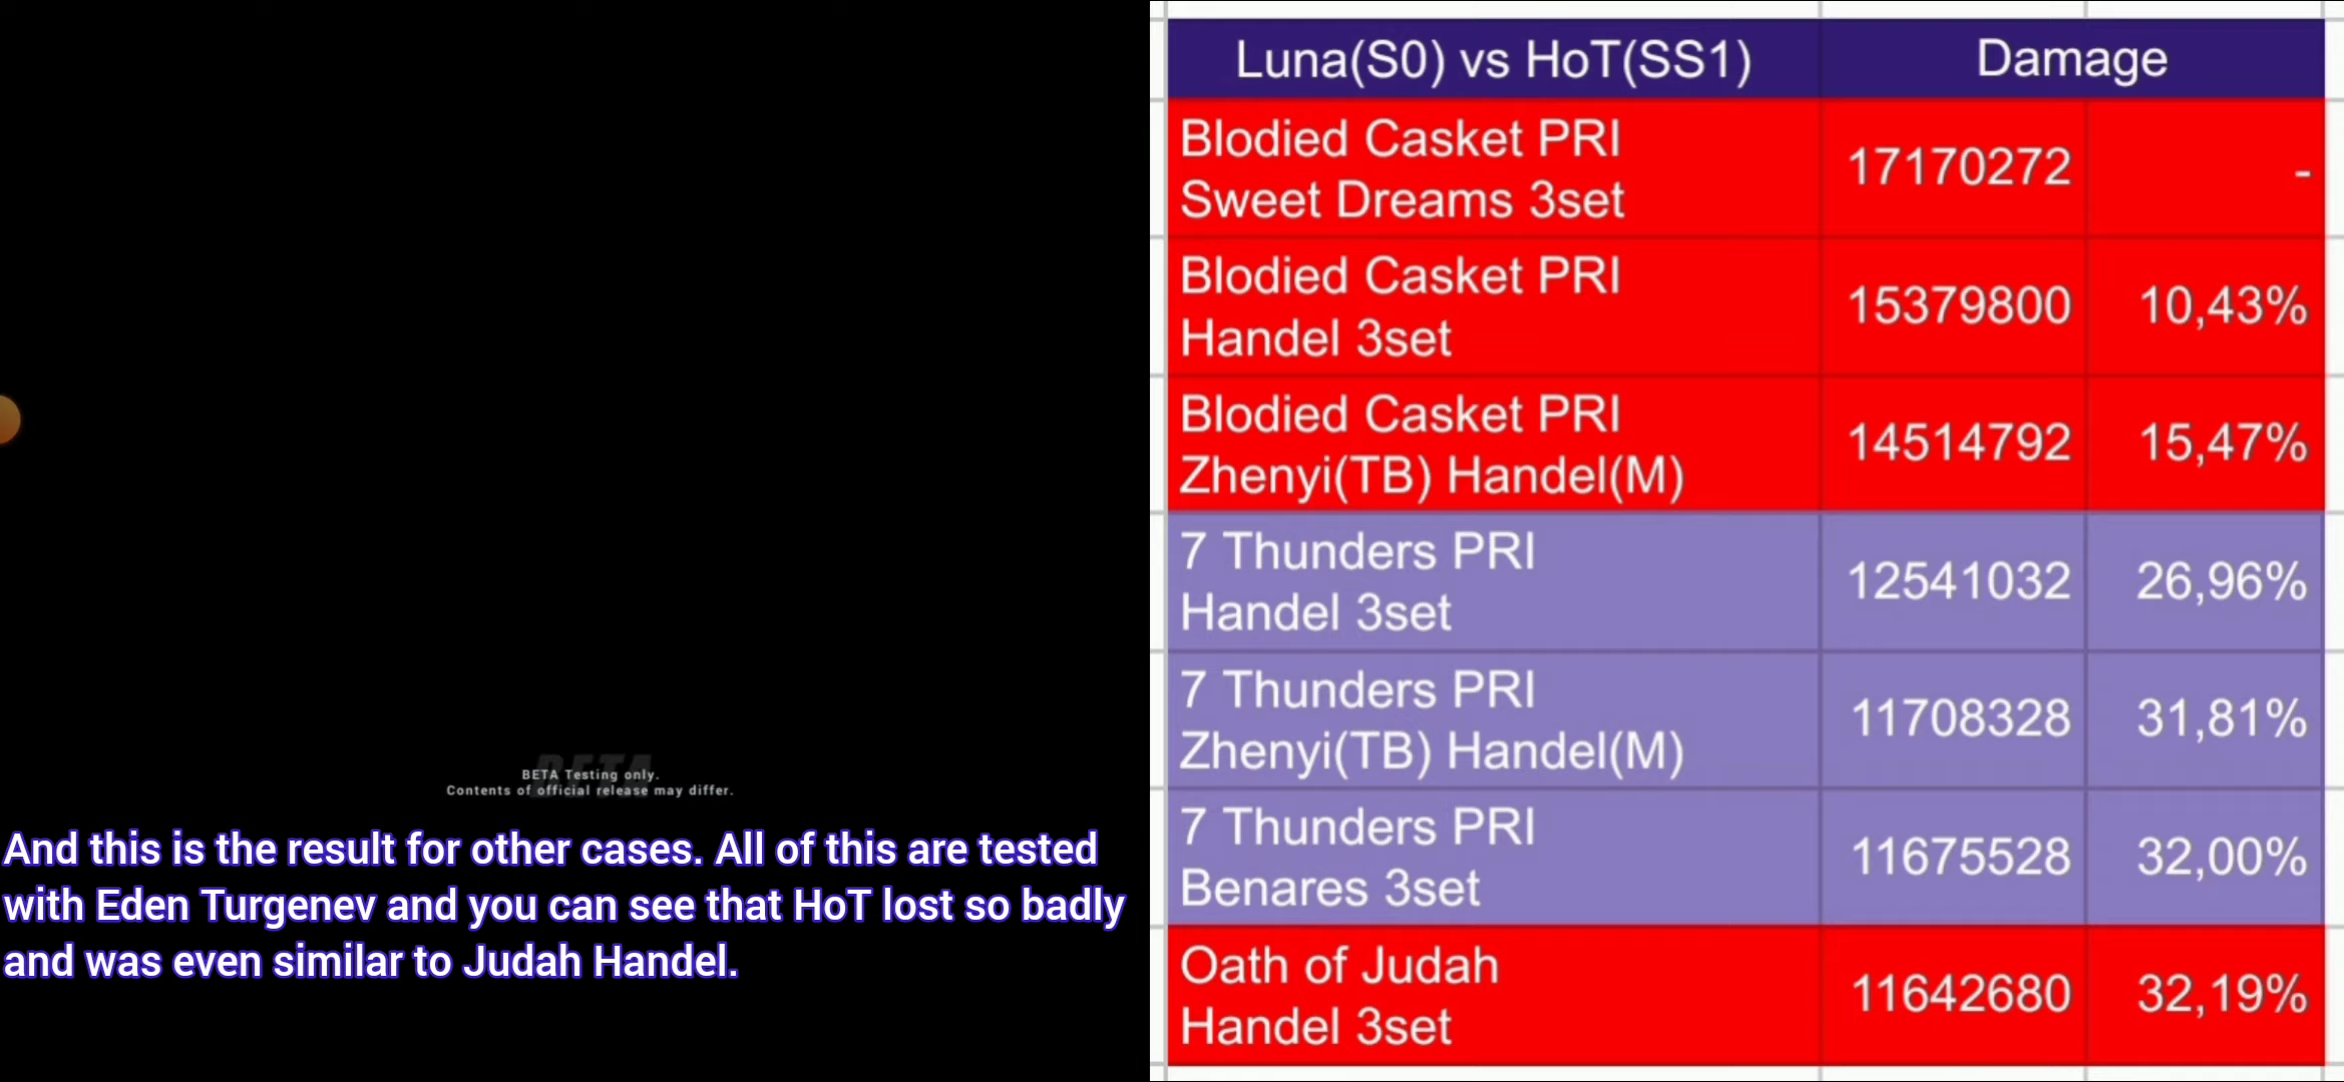 BETA
BETA Testing only.
Contents of official release may differ.
And this is the result for other cases. All of this are tested
with Eden Turgenev and you can see that HoT lost so badly
and was even similar to Judah Handel.
Luna(S0) vs HoT(SS1) Damage
Blodied Casket PRI
Sweet Dreams 3set
17170272 -
Blodied Casket PRI
Handel 3set
15379800 10,43%
Blodied Casket PRI
Zhenyi(TB) Handel(M)
14514792 15,47%
7 Thunders PRI
Handel 3set
12541032 26,96%
7 Thunders PRI
Zhenyi(TB) Handel(M)
11708328 31,81%
7 Thunders PRI
Benares 3set
11675528 32,00%
Oath of Judah
Handel 3set
11642680 32,19%